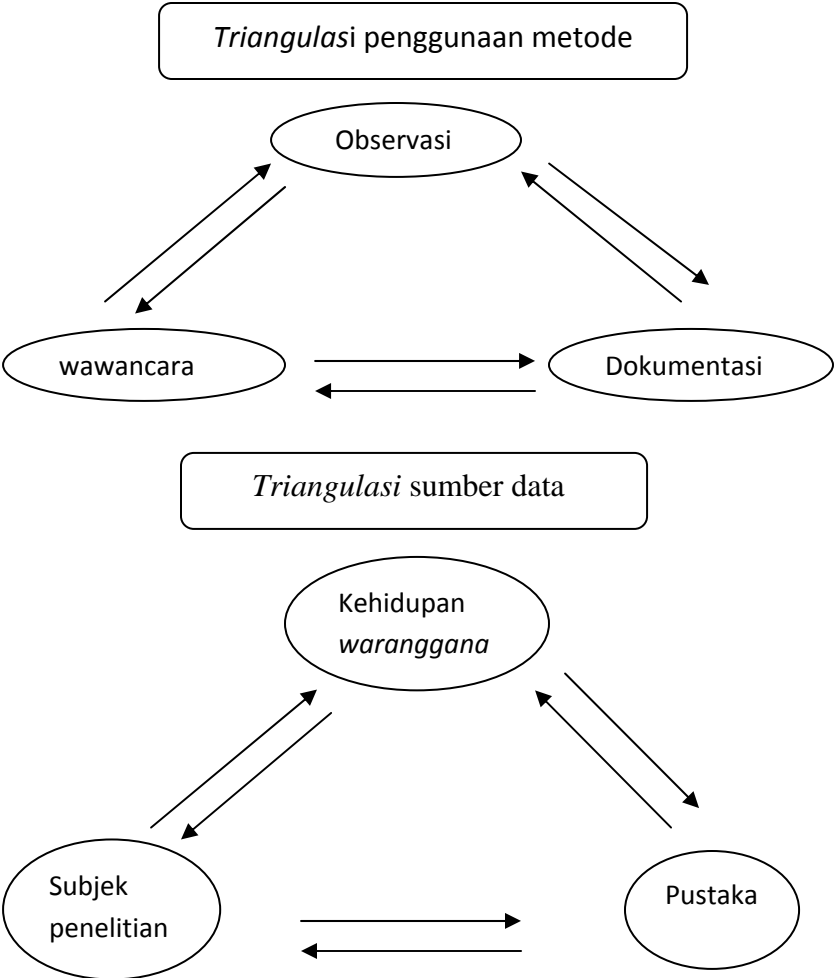 Triangulasi penggunaan metode
Observasi
wawancara
Dokumentasi
Triangulasi sumber data
Kehidupan
waranggana
Subjek
penelitian
Pustaka